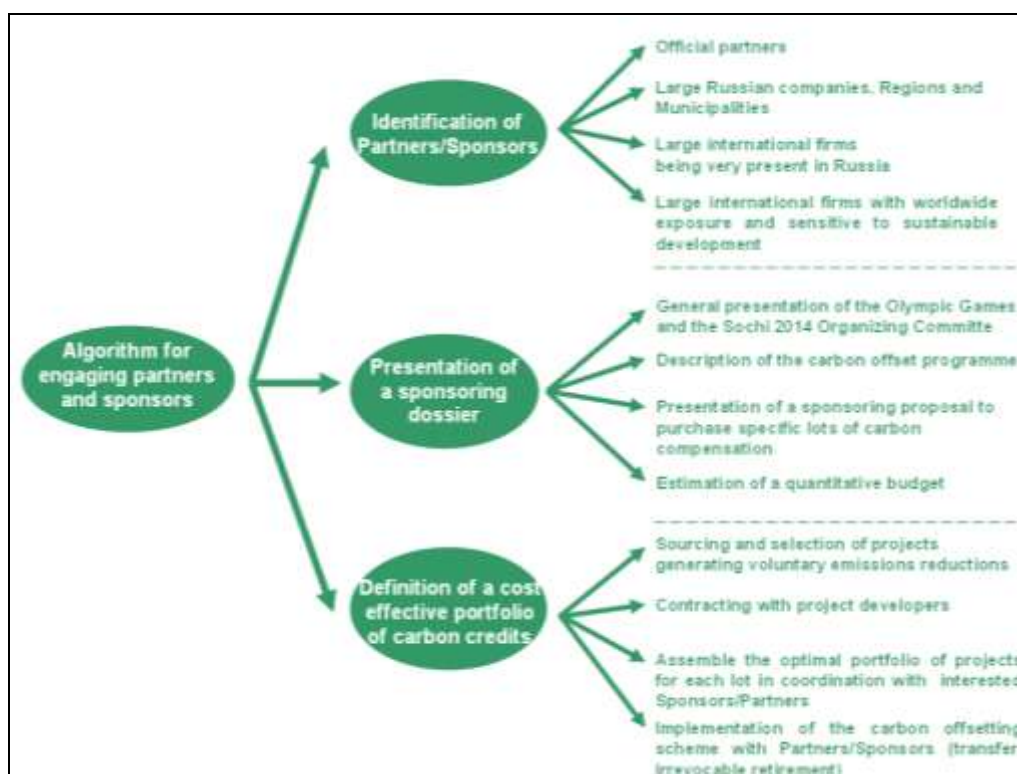 Algorithm for
engaging partners
and sponsors
Identification of
Partners/Sponsors
Official partners
Large Russian companies, Regions and
Municipalities
Large international firms
being very present in Russia
Large international firms with worldwide
exposure and sensitive to sustainable
development
Presentation of
a sponsoring
dossier
General presentation of the Olympic Games
and the Sochi 2014 Organizing Committe
Description of the carbon offset programme
Presentation of a sponsoring proposal to
purchase specific lots of carbon
compensation
Estimation of a quantitative budget
Definition of a cost
effective portfolio
of carbon credits
Sourcing and selection of projects
generating voluntary emissions reductions
Contracting with project developers
Assemble the optimal portfolio of projects
for each lot in coordination with interested
Sponsors/Partners
Implementation of the carbon offsetting
scheme with Partners/Sponsors (transfer
irrevocable retirement)